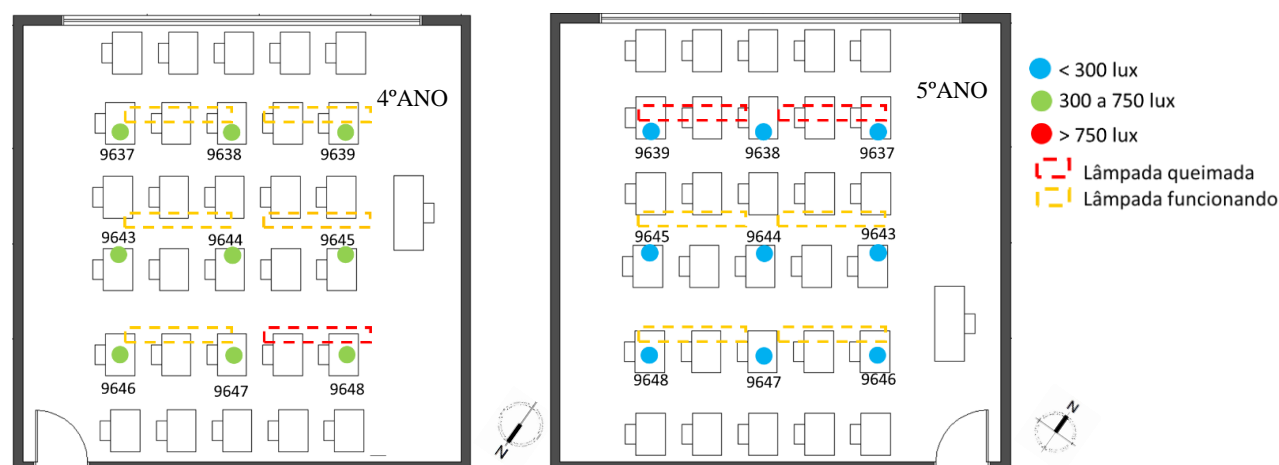 4ºANO
9637 9638 9639
9643 9644 9645
9646 9647 9648
N
5ºANO
9639 9638 9637
9645 9644 9643
9648 9647 9646
N
< 300 lux
300 a 750 lux
> 750 lux
Lâmpada queimada
Lâmpada funcionando